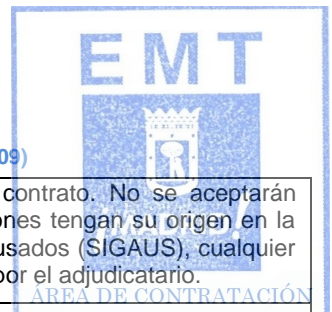 EMT
09)
contrato. No se aceptarán
ones tengan su origen en la
usados (SIGAUS), cualquier
por el adjudicatario.
ÁREA DE CONTRATACIÓN